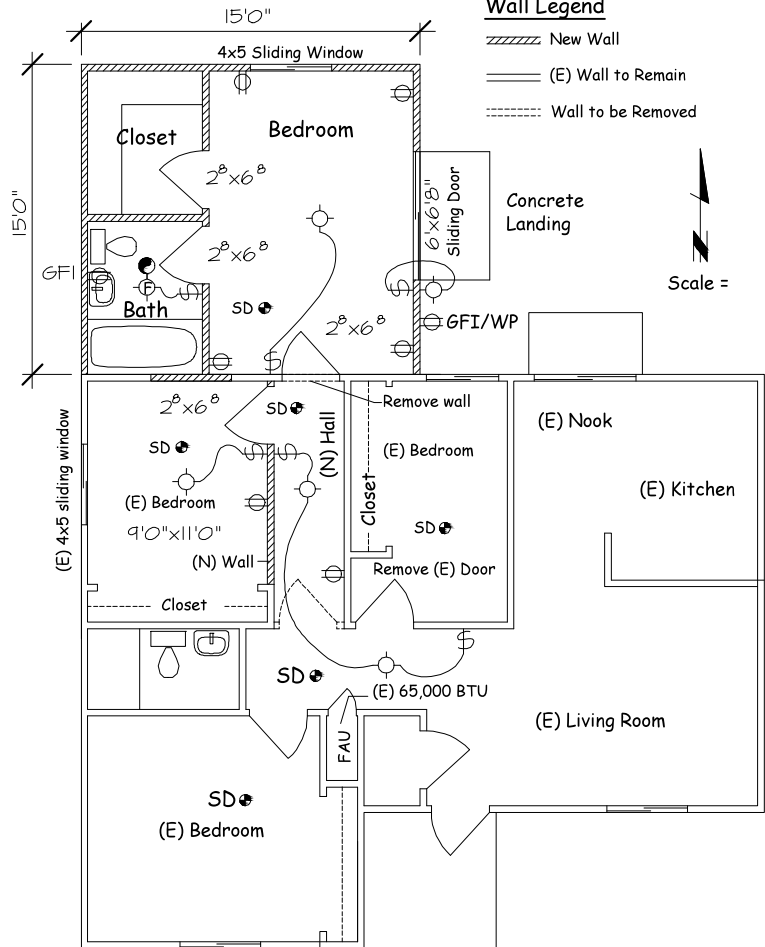 Wall Legend
New Wall
(E) Wall to Remain
Wall to be Removed
15'0"
4x5 Sliding Window
Closet
Bedroom
2⁸x6⁸
15'0"
6'x6'8"
Sliding Door
Concrete
Landing
2⁸x6⁸
GFI
F
Bath
S
SD
2⁸x6⁸
S
GFI/WP
Scale =
S
2⁸x6⁸
SD
Remove wall
(N) Hall
(E) Nook
SD
S
S
(E) Bedroom
(E) 4x5 sliding window
(E) Bedroom
Closet
(E) Kitchen
9'0"x11'0"
SD
(N) Wall
Remove (E) Door
Closet
S
SD
(E) 65,000 BTU
(E) Living Room
FAU
SD
(E) Bedroom